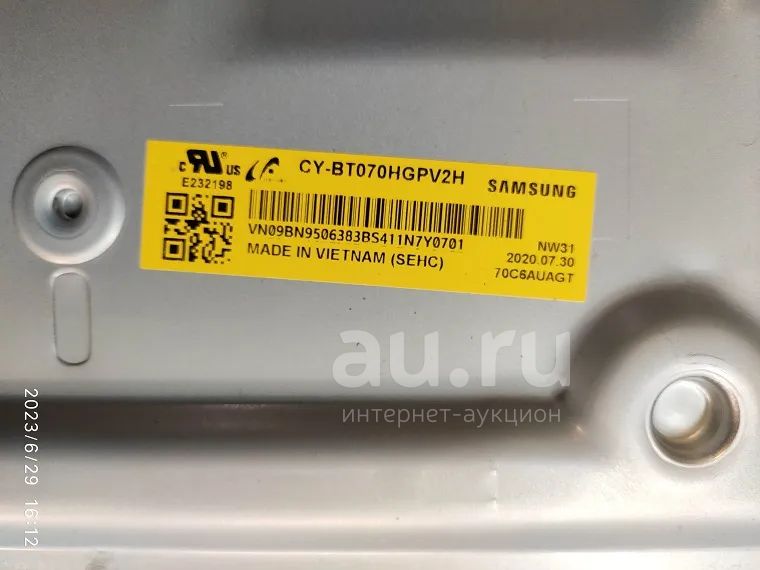 c UL® US
CY-BT070HGPV2H
SAMSUNG
E232198
VN09BN9506383BS411N7Y0701
MADE IN VIETNAM (SEHC)
NW31
2020.07.30
70C6AUAGT
au.ru
интернет-аукцион
2023/6/29 16:12